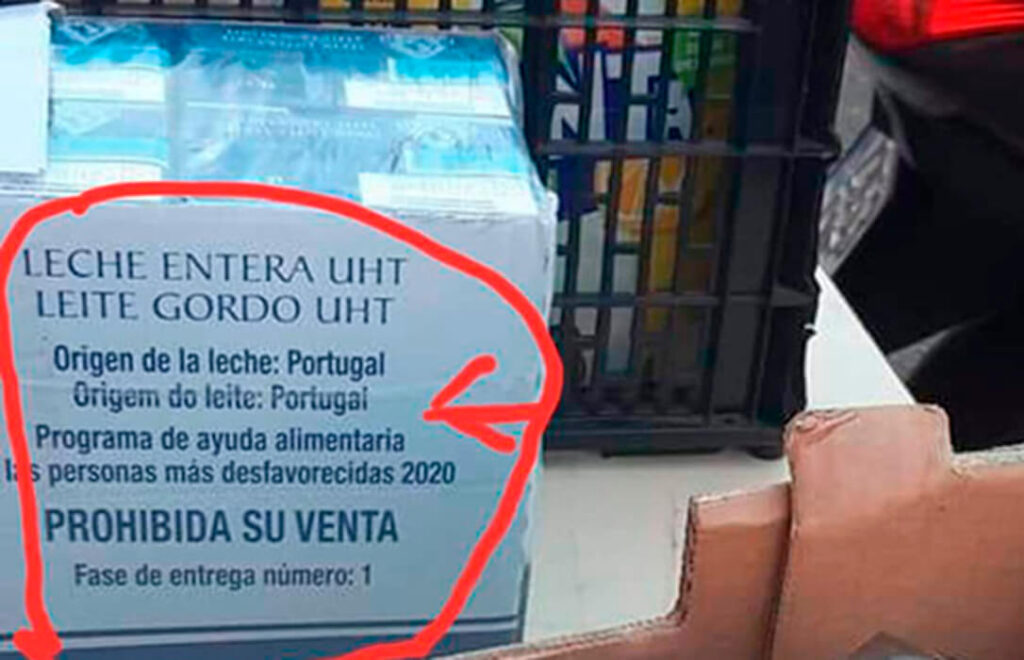 LECHE ENTERA UHT
LEITE GORDO UHT
Origen de la leche: Portugal
Origem do leite: Portugal
Programa de ayuda alimentaria
las personas más desfavorecidas 2020
PROHIBIDA SU VENTA
Fase de entrega número: 1